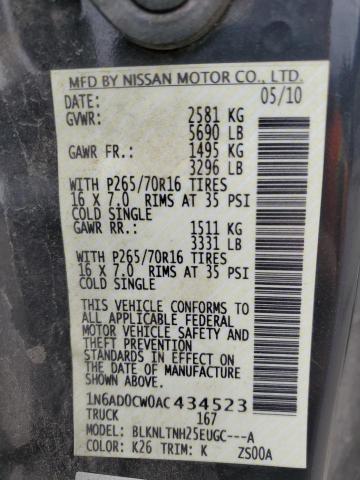 MFD BY NISSAN MOTOR CO., LTD.
DATE: 05/10
GVWR: 2581 KG
5690 LB
GAWR FR.: 1495 KG
3296 LB
WITH P265/70R16 TIRES
16 X 7.0 RIMS AT 35 PSI
COLD SINGLE
GAWR RR.: 1511 KG
3331 LB
WITH P265/70R16 TIRES
16 X 7.0 RIMS AT 35 PSI
COLD SINGLE
THIS VEHICLE CONFORMS TO
ALL APPLICABLE FEDERAL
MOTOR VEHICLE SAFETY AND
THEFT PREVENTION
STANDARDS IN EFFECT ON
THE DATE OF MANUFACTURE
SHOWN ABOVE.
1N6AD0CW0AC434523
TRUCK 167
MODEL: BLKNLTNH25EUGC---A
COLOR: K26 TRIM: K ZS00A